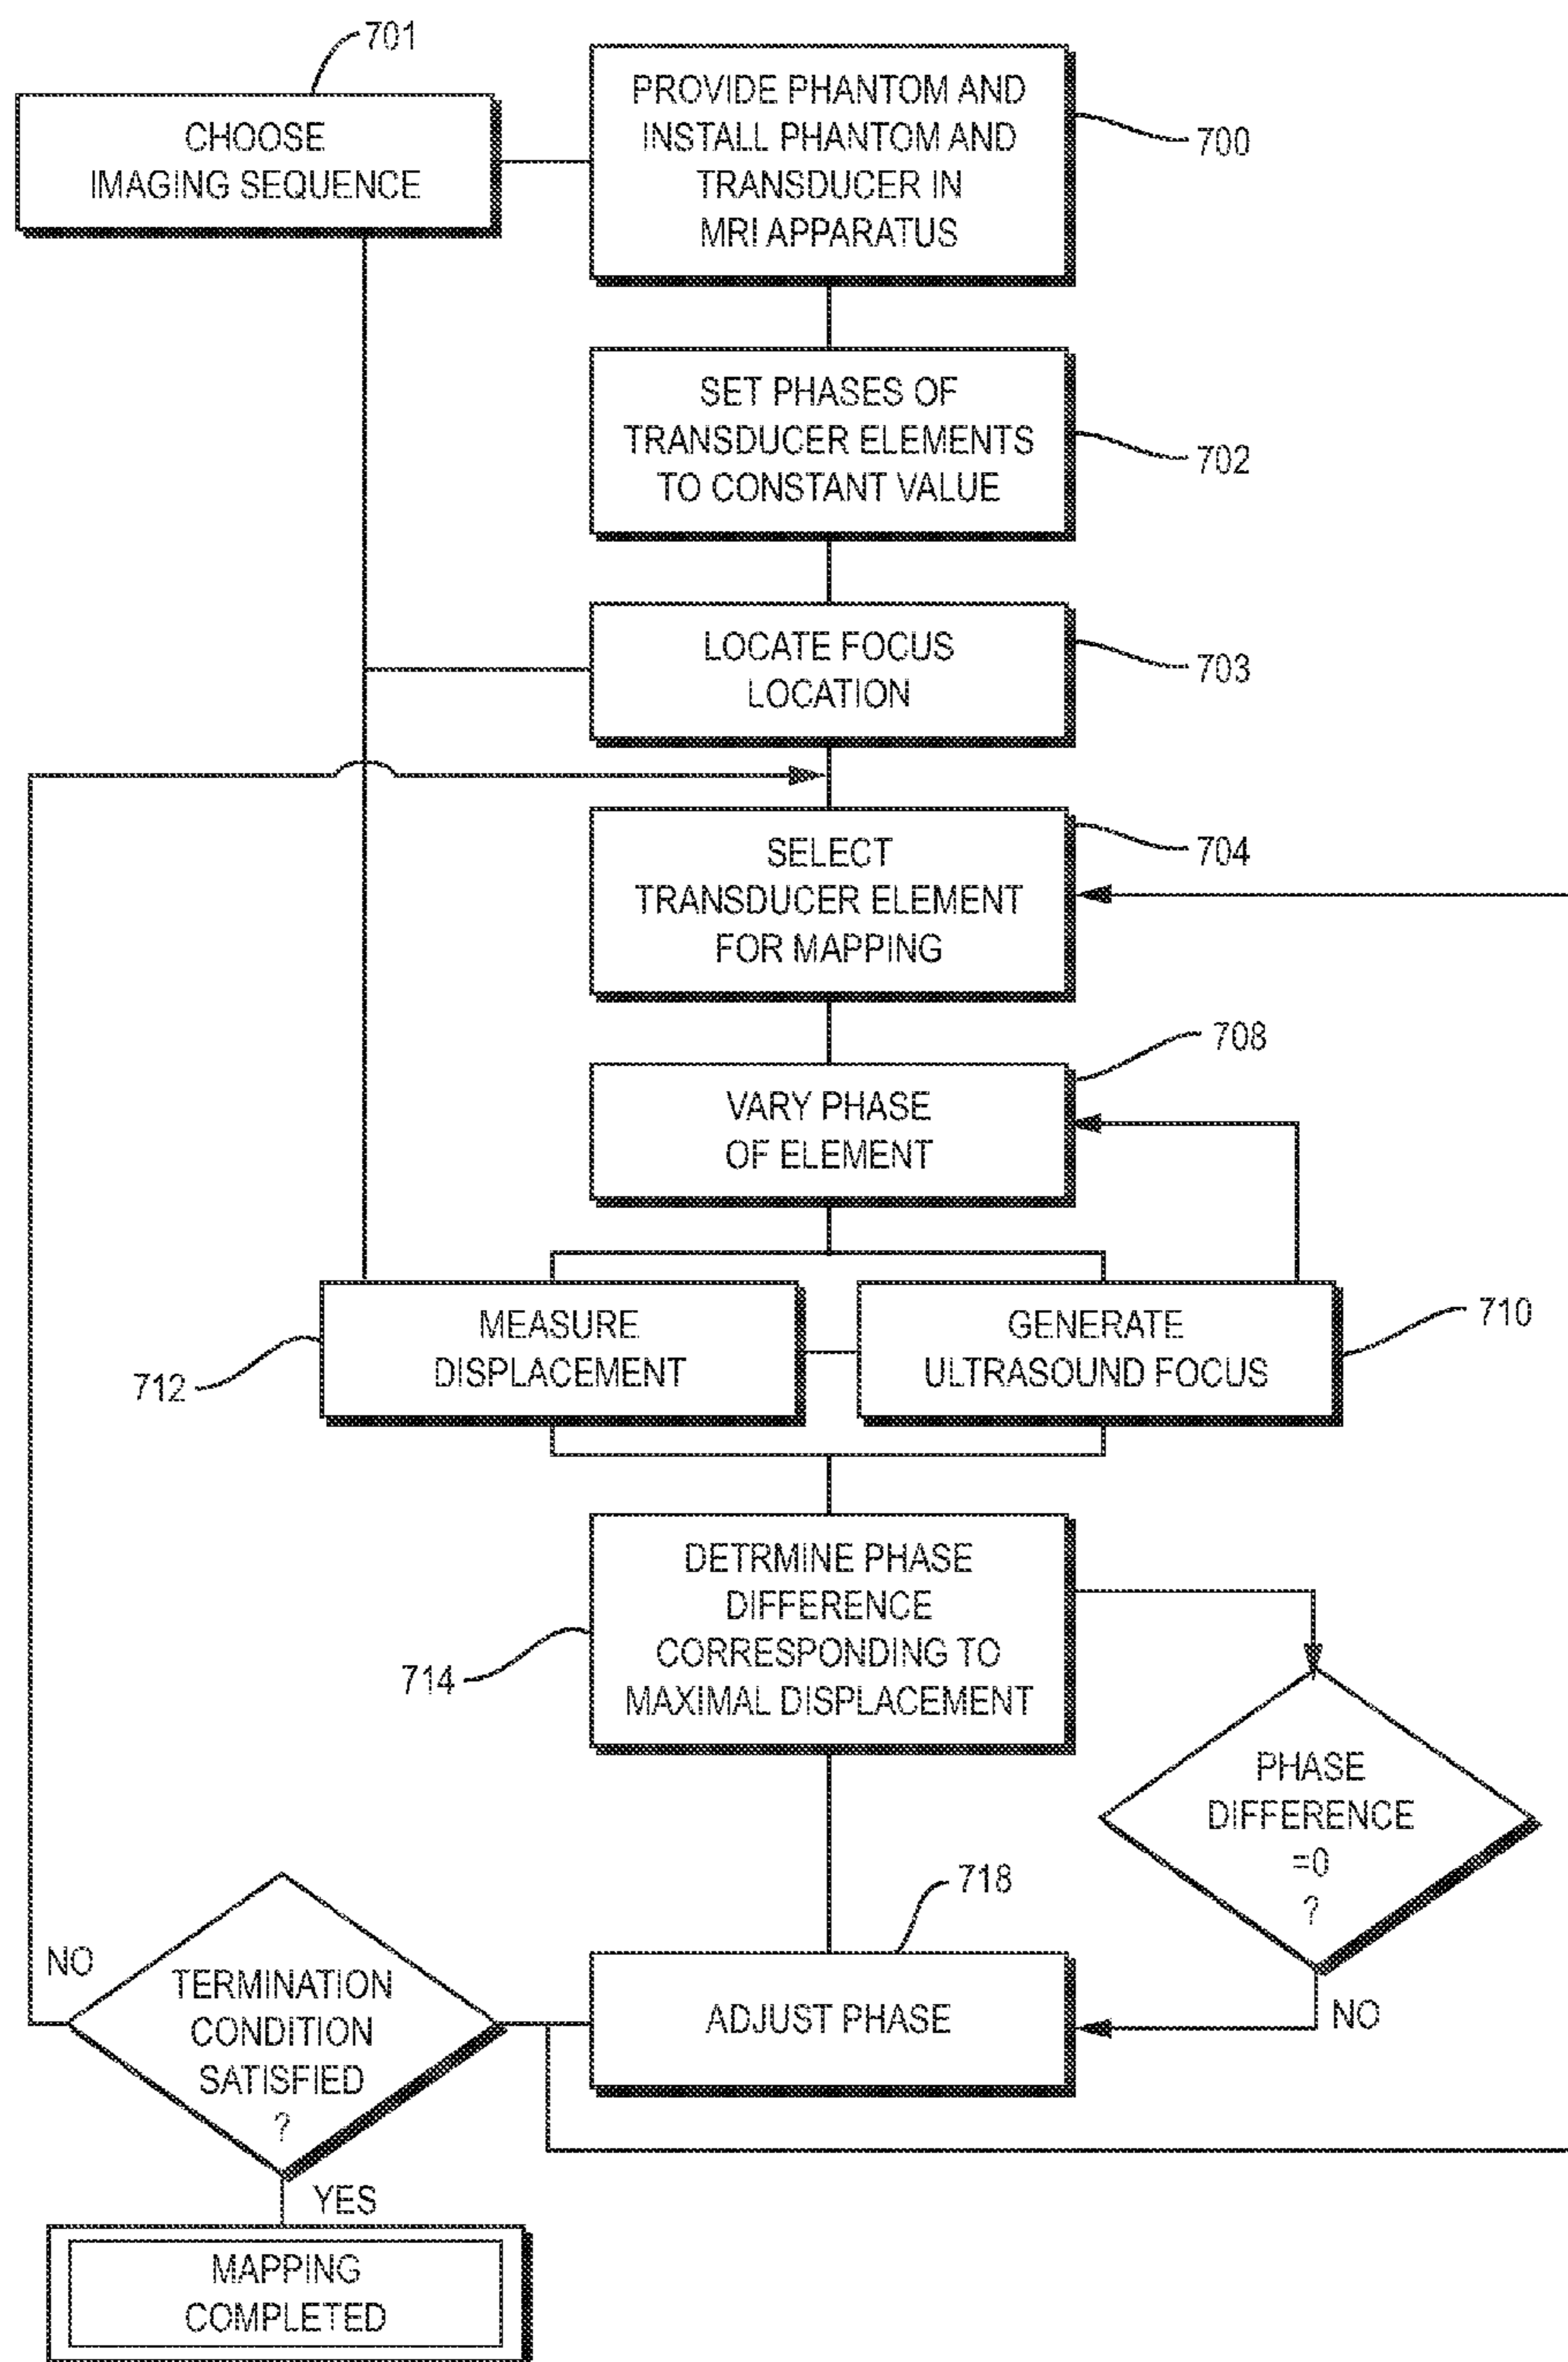 701
CHOOSE
IMAGING SEQUENCE
PROVIDE PHANTOM AND
INSTALL PHANTOM AND
TRANSDUCER IN
MRI APPARATUS
700
SET PHASES OF
TRANSDUCER ELEMENTS
TO CONSTANT VALUE
702
LOCATE FOCUS
LOCATION
703
SELECT
TRANSDUCER ELEMENT
FOR MAPPING
704
VARY PHASE
OF ELEMENT
708
MEASURE
DISPLACEMENT
712
GENERATE
ULTRASOUND FOCUS
710
DETRMINE PHASE
DIFFERENCE
CORRESPONDING TO
MAXIMAL DISPLACEMENT
714
PHASE
DIFFERENCE
=0
?
NO
718
ADJUST PHASE
NO
TERMINATION
CONDITION
SATISFIED
?
YES
MAPPING
COMPLETED